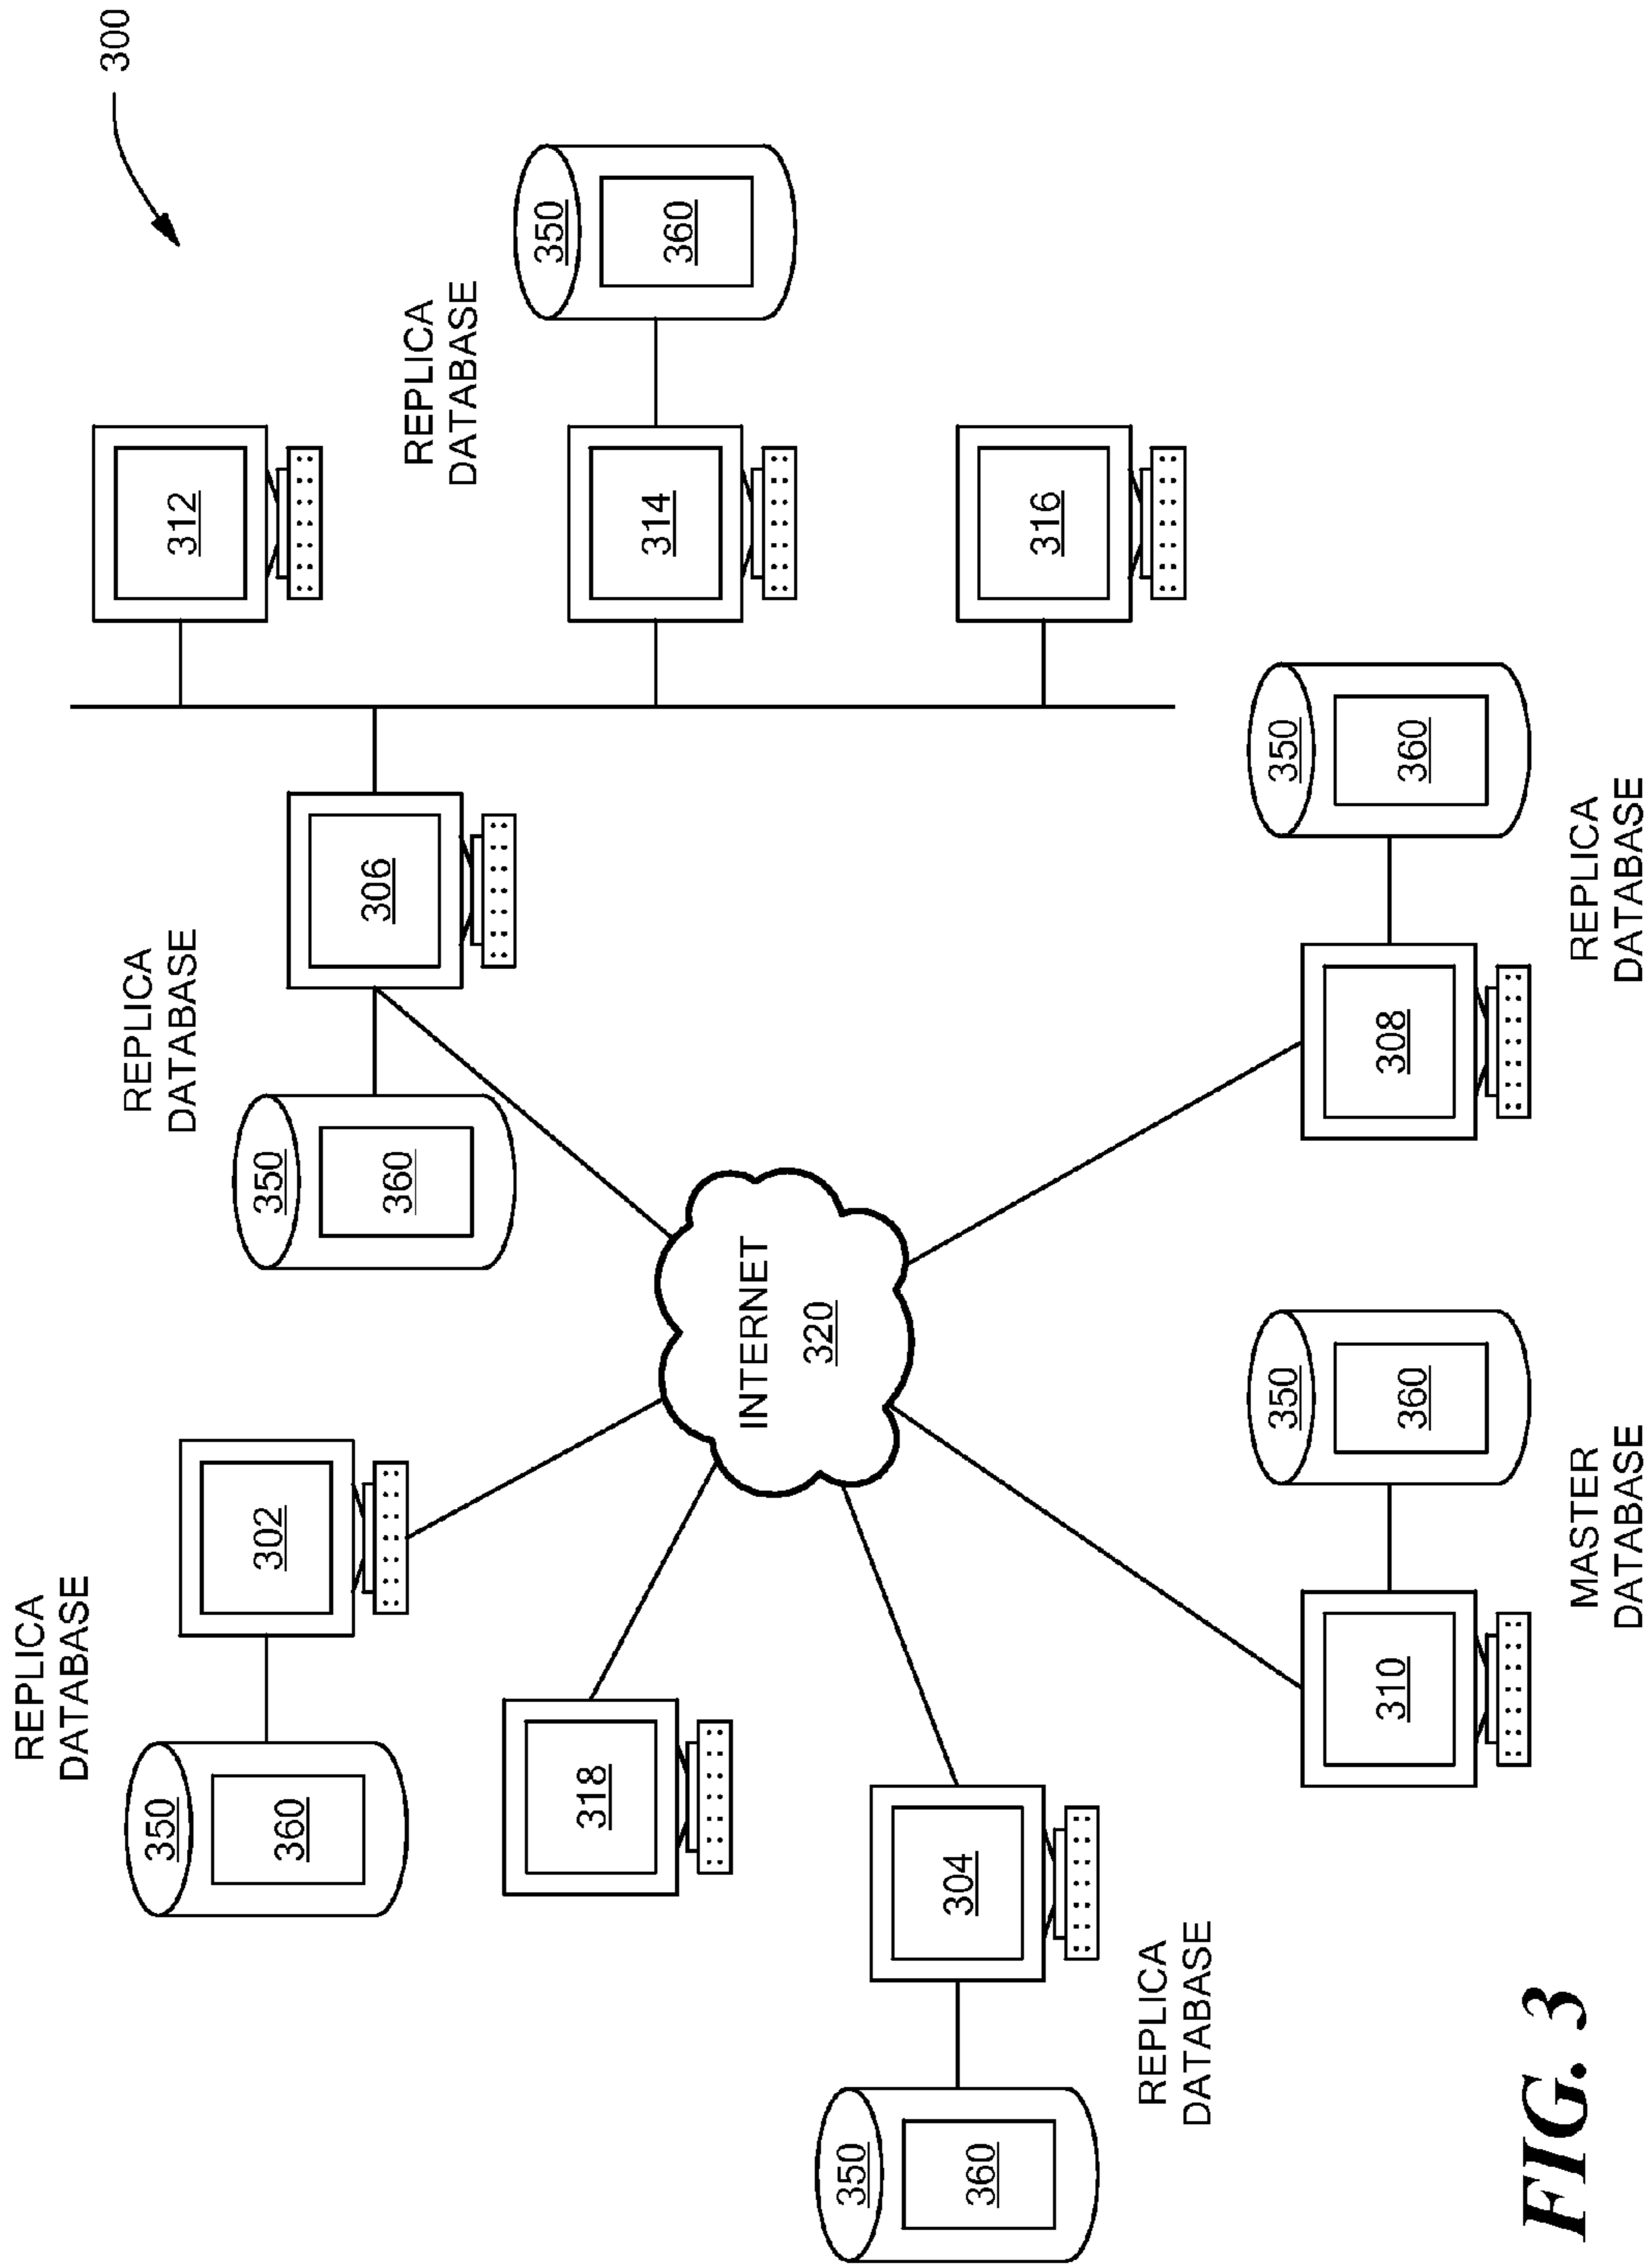 300
REPLICA
DATABASE
350
360
302
REPLICA
DATABASE
350
360
306
312
REPLICA
DATABASE
314
350
360
318
INTERNET
320
350
360
304
REPLICA
DATABASE
316
310
350
360
MASTER
DATABASE
308
350
360
REPLICA
DATABASE
FIG. 3